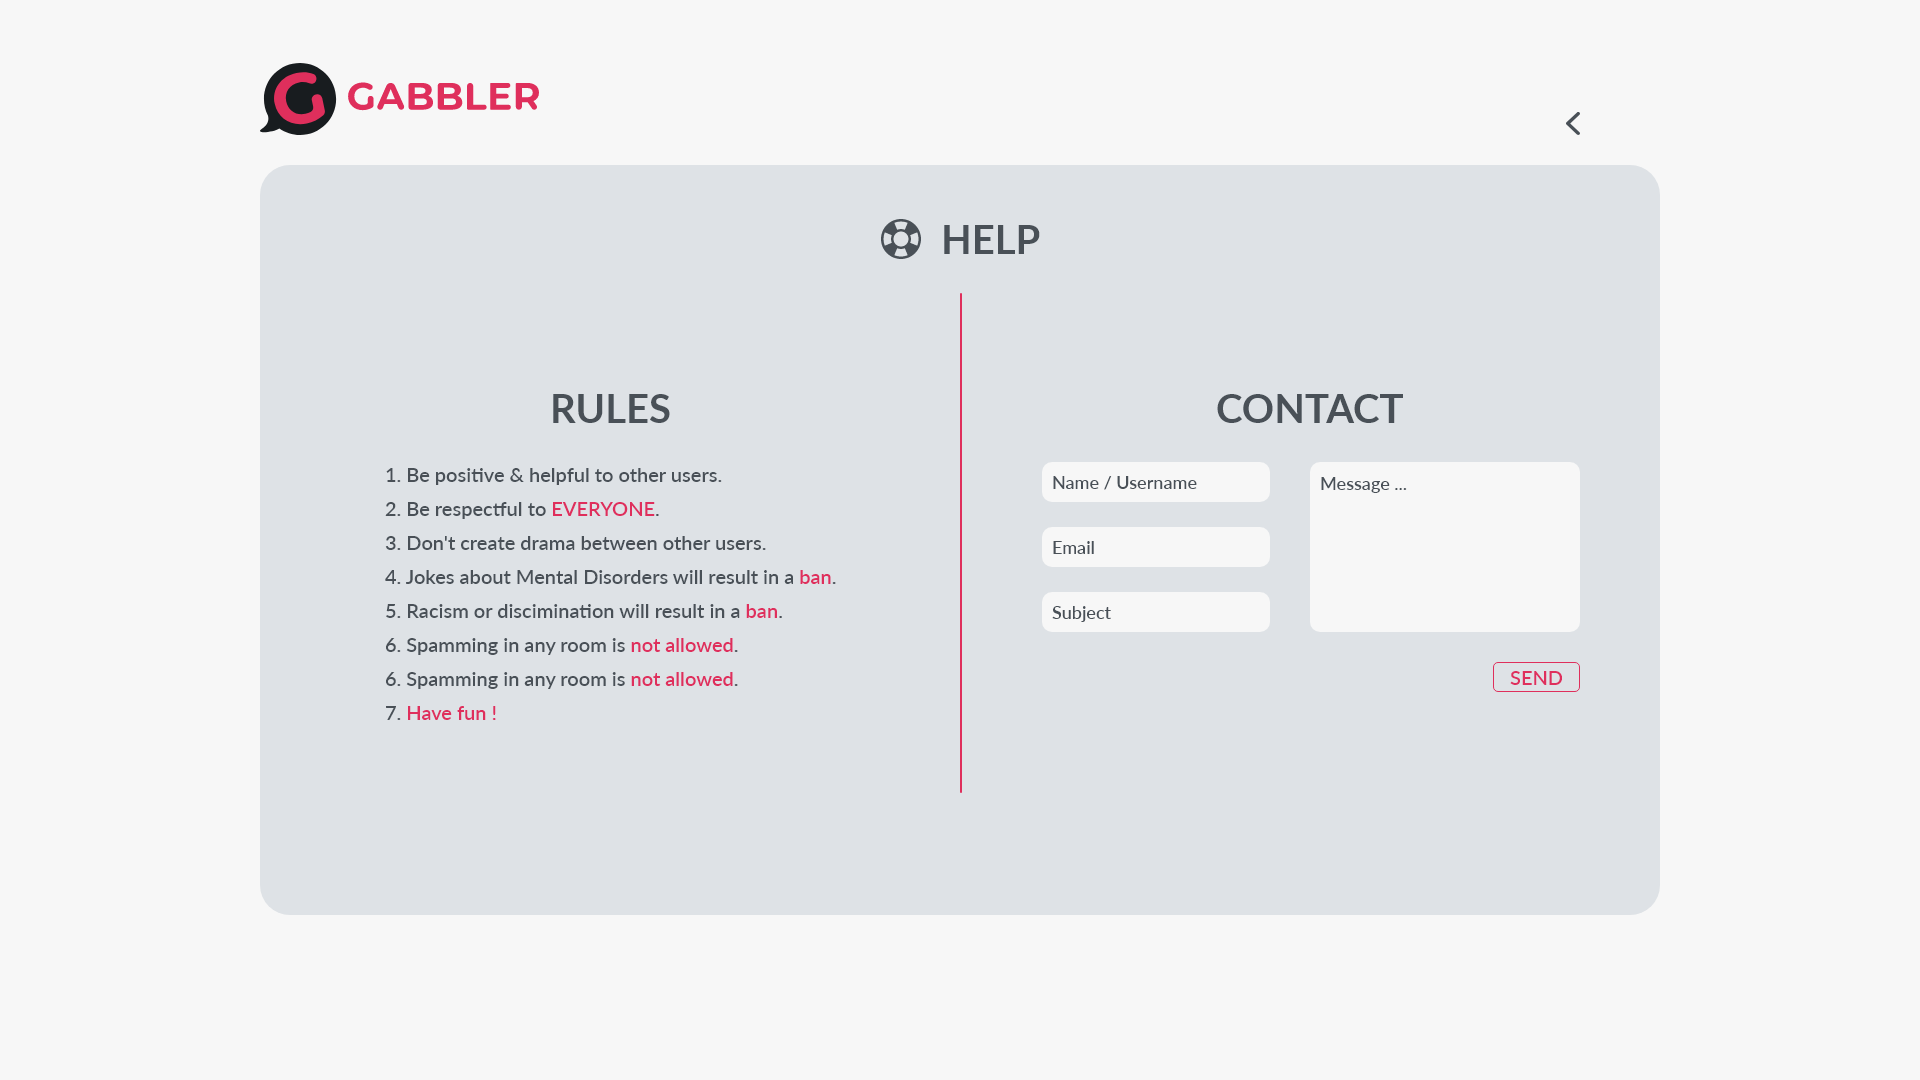 GABBLER
HELP
RULES
1. Be positive & helpful to other users.
2. Be respectful to EVERYONE.
3. Don't create drama between other users.
4. Jokes about Mental Disorders will result in a ban.
5. Racism or discimination will result in a ban.
6. Spamming in any room is not allowed.
6. Spamming in any room is not allowed.
7. Have fun !
CONTACT
Name / Username
Email
Subject
Message ...
SEND